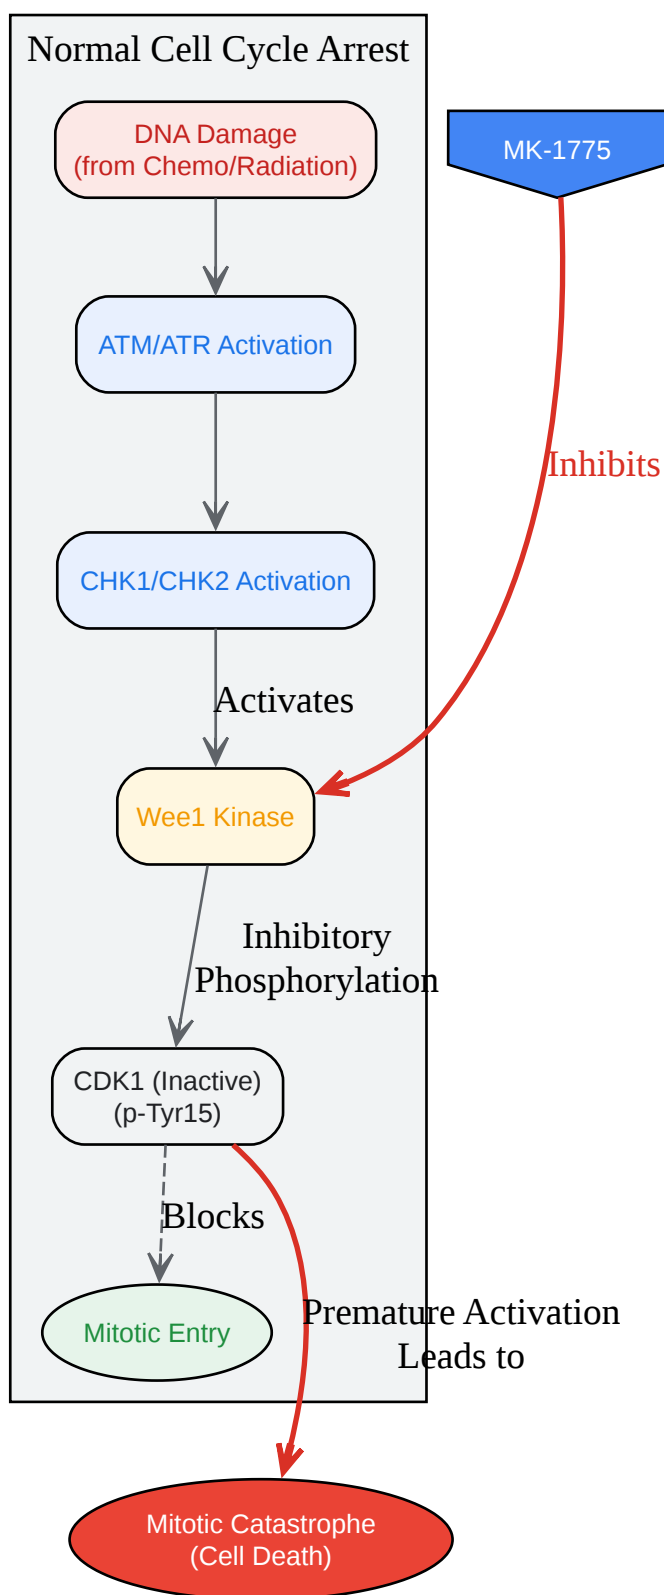 Normal Cell Cycle Arrest
DNA Damage
(from Chemo/Radiation)
MK-1775
ATM/ATR Activation
Inhibits
CHK1/CHK2 Activation
Activates
Wee1 Kinase
Inhibitory
Phosphorylation
CDK1 (Inactive)
(p-Tyr15)
Blocks
Premature Activation
Leads to
Mitotic Entry
Mitotic Catastrophe
(Cell Death)